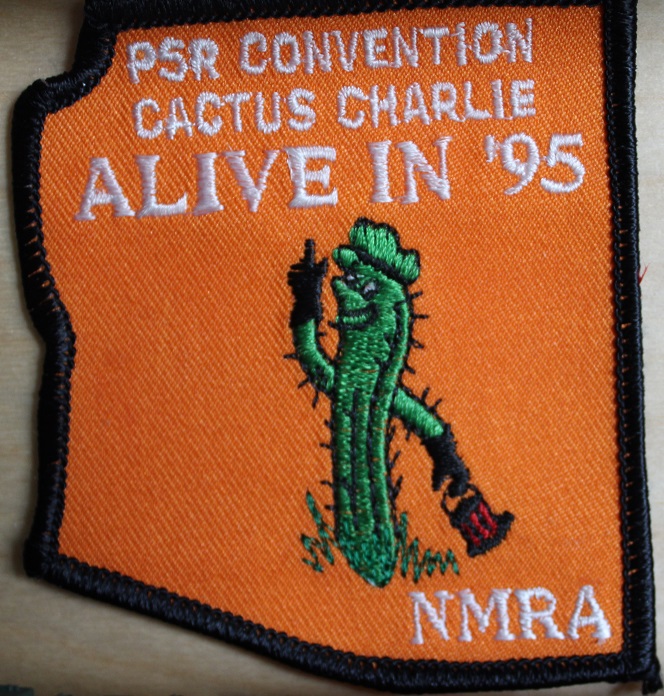 PSR CONVENTION
CACTUS CHARLIE
ALIVE IN '95
NMRA